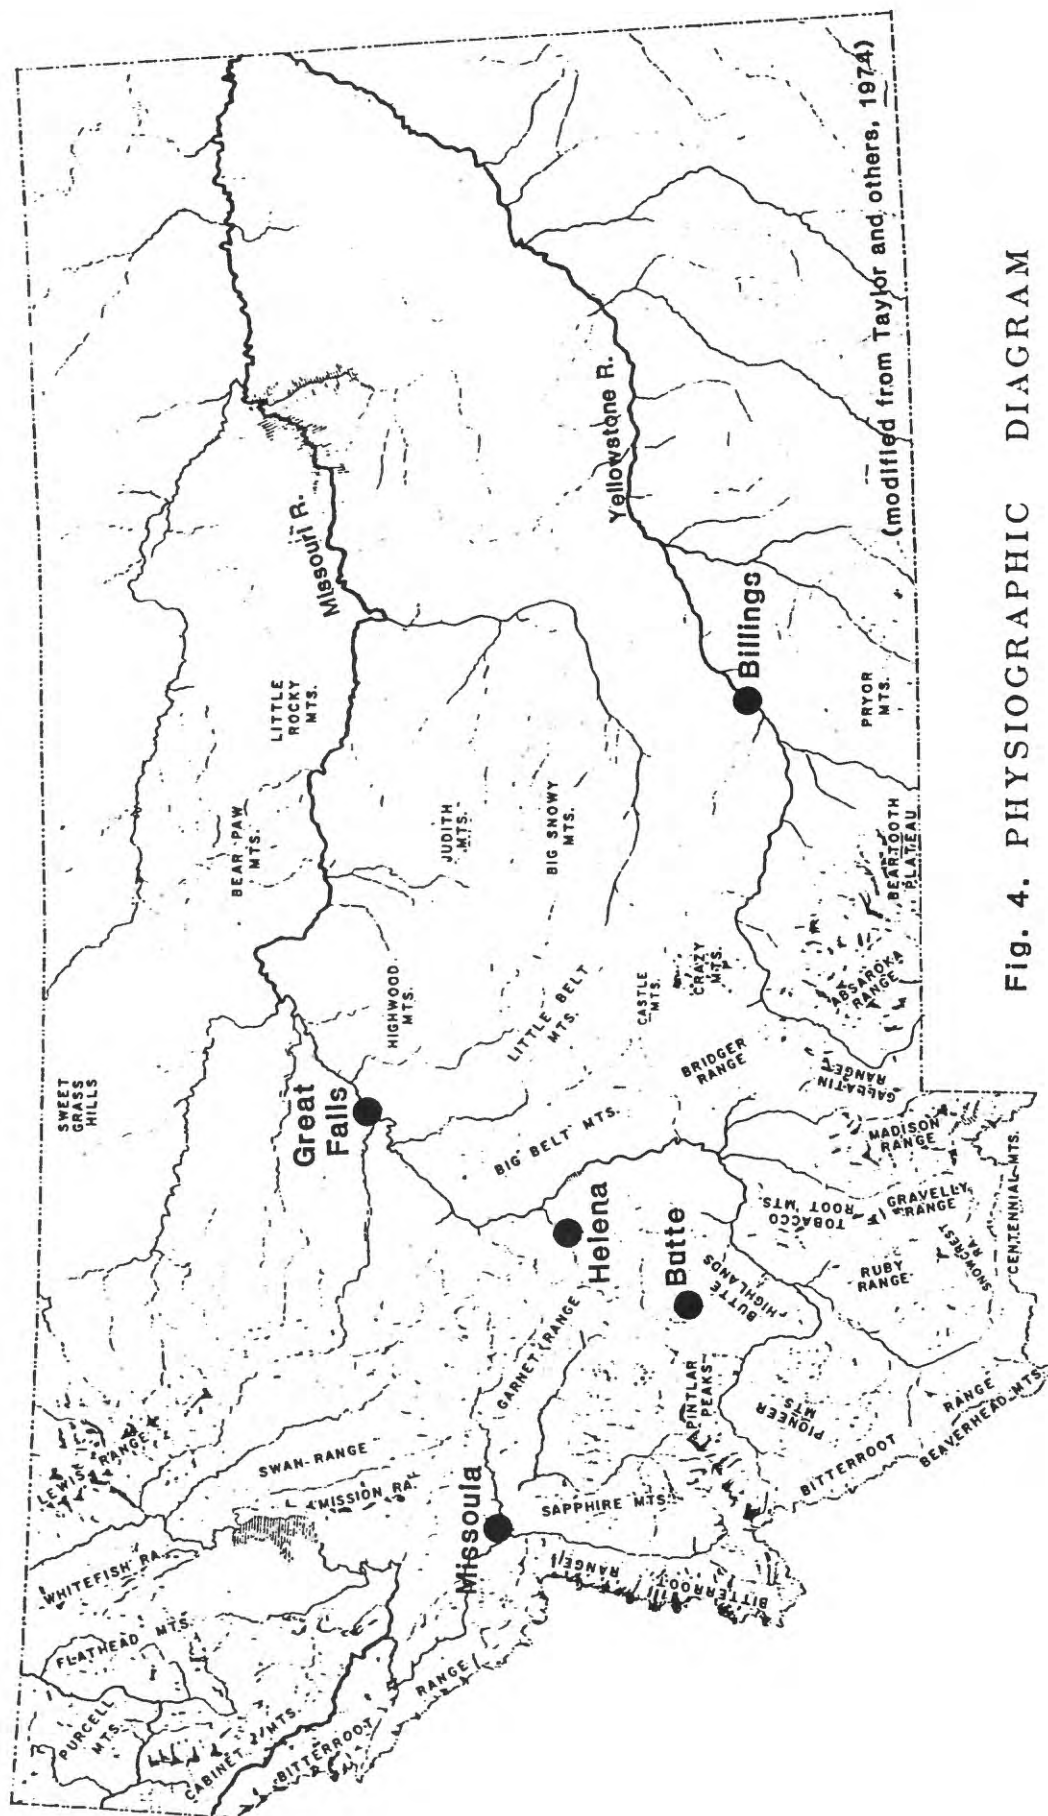 PURCELL
MTS.
FLATHEAD MTS.
WHITEFISH RA.
LEWIS RANGE
CABINET MTS.
BITTERROOT
RANGE
SWAN RANGE
MISSION RA.
SWEET
GRASS
HILLS
BEAR PAW
MTS.
LITTLE
ROCKY
MTS.
Missouri R.
Great
Falls
HIGHWOOD
MTS.
JUDITH
MTS.
BIG SNOWY
MTS.
LITTLE BELT
MTS.
Missoula
GARNET RANGE
BIG BELT MTS.
Helena
SAPPHIRE MTS.
BITTERROOT
RANGE
CASTLE
MTS.
CRAZY
MTS.
BRIDGER
RANGE
Yellowstone R.
Billings
Butte
BUTTE
HIGHLANDS
APINTLAR
PEAKS
PIONEER
MTS
TOBACCO
ROOT MTS.
GALLATIN
RANGE
ABSAROKA
RANGE
BEARTOOTH
PLATEAU
PRYOR
MTS.
MADISON
RANGE
GRAVELLY
RANGE
RUBY
RANGE
SNOWCREST
RA.
CENTENNIAL MTS.
BITTERROOT
RANGE
BEAVERHEAD MTS.
(modified from Taylor and others, 1974)
Fig. 4. PHYSIOGRAPHIC DIAGRAM